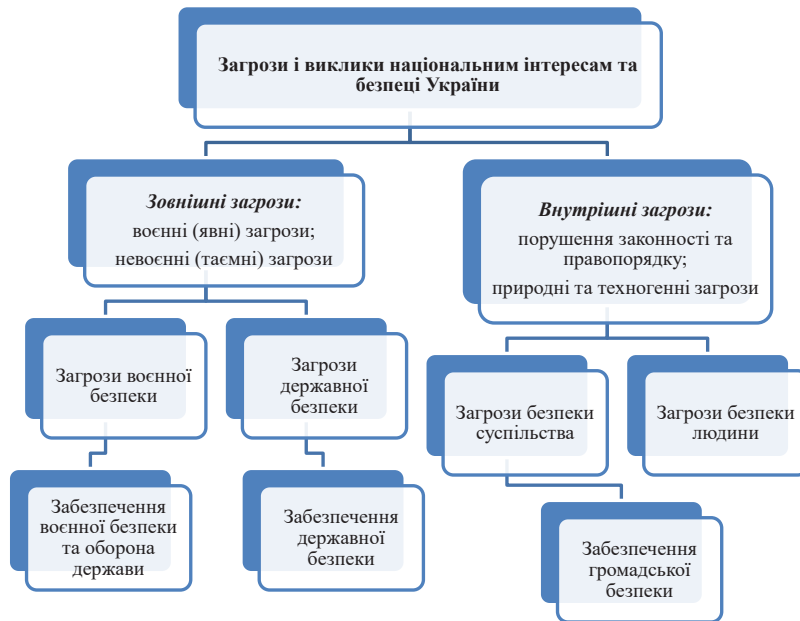 Загрози і виклики національним інтересам та
безпеці України
Зовнішні загрози:
воєнні (явні) загрози;
невоєнні (таємні) загрози
Внутрішні загрози:
порушення законності та
правопорядку;
природні та техногенні загрози
Загрози воєнної
безпеки
Загрози
державної
безпеки
Загрози безпеки
суспільства
Загрози безпеки
людини
Забезпечення
воєнної безпеки
та оборона
держави
Забезпечення
державної
безпеки
Забезпечення
громадської
безпеки